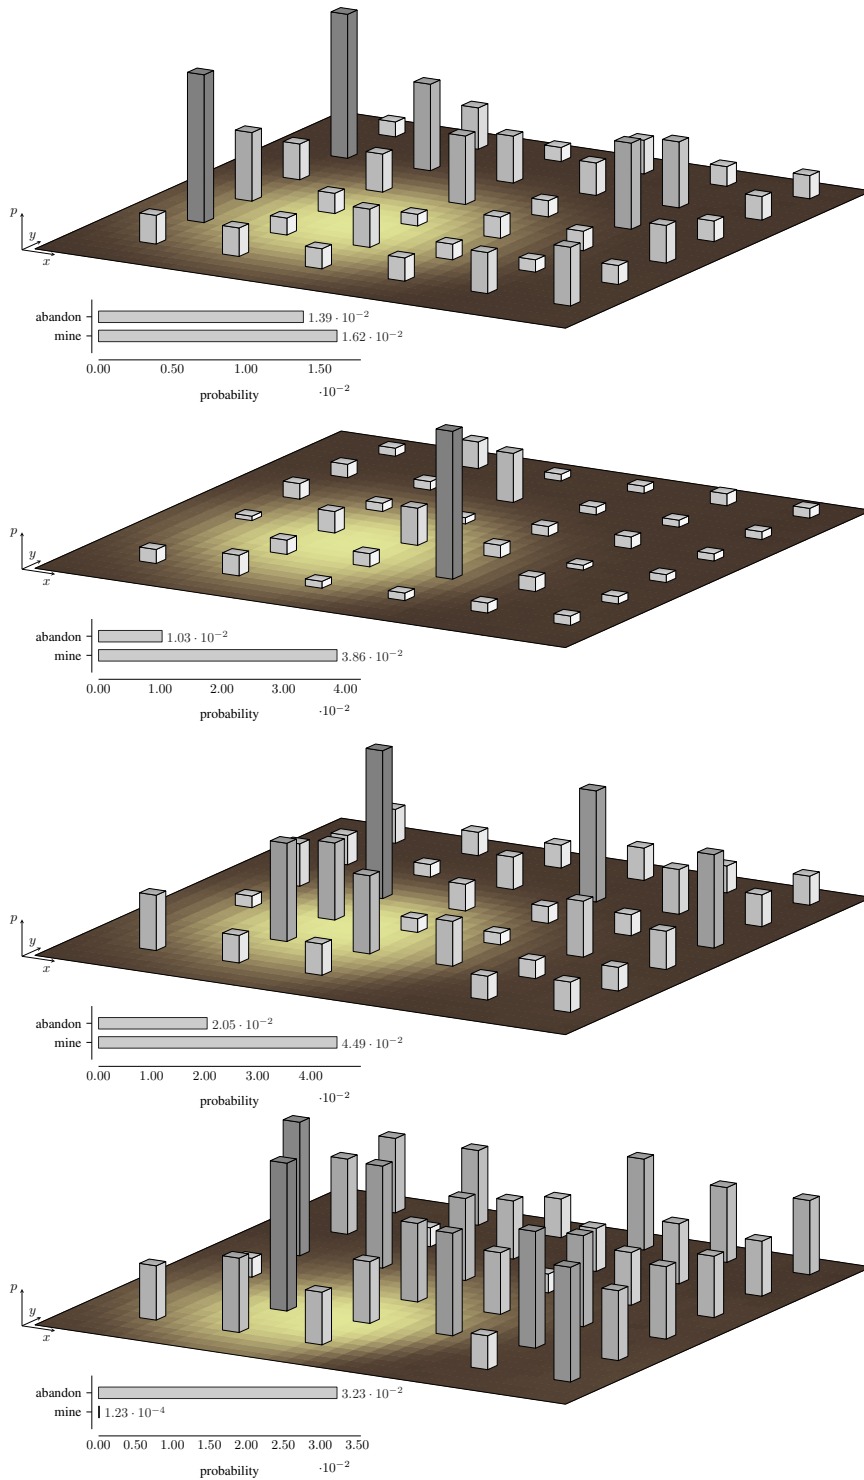 p
y
x
abandon
1.39 · 10−2
mine
1.62 · 10−2
0.00 0.50 1.00 1.50
probability
·10−2
p
y
x
abandon
1.03 · 10−2
mine
3.86 · 10−2
0.00 1.00 2.00 3.00 4.00
probability
·10−2
p
y
x
abandon
2.05 · 10−2
mine
4.49 · 10−2
0.00 1.00 2.00 3.00 4.00
probability
·10−2
p
y
x
abandon
3.23 · 10−2
mine
1.23 · 10−4
0.00 0.50 1.00 1.50 2.00 2.50 3.00 3.50
probability
·10−2